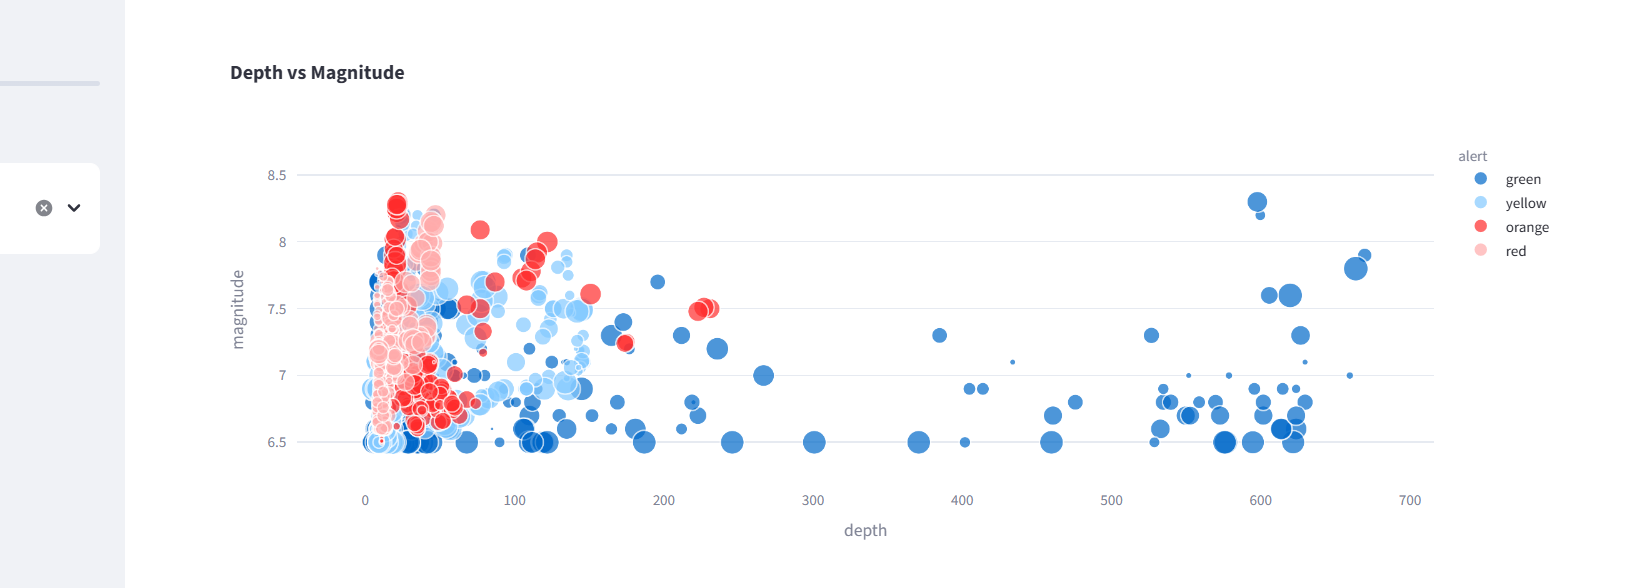 Depth vs Magnitude
8.5
8
7.5
7
6.5
magnitude
0 100 200 300 400 500 600 700
depth
alert
green
yellow
orange
red